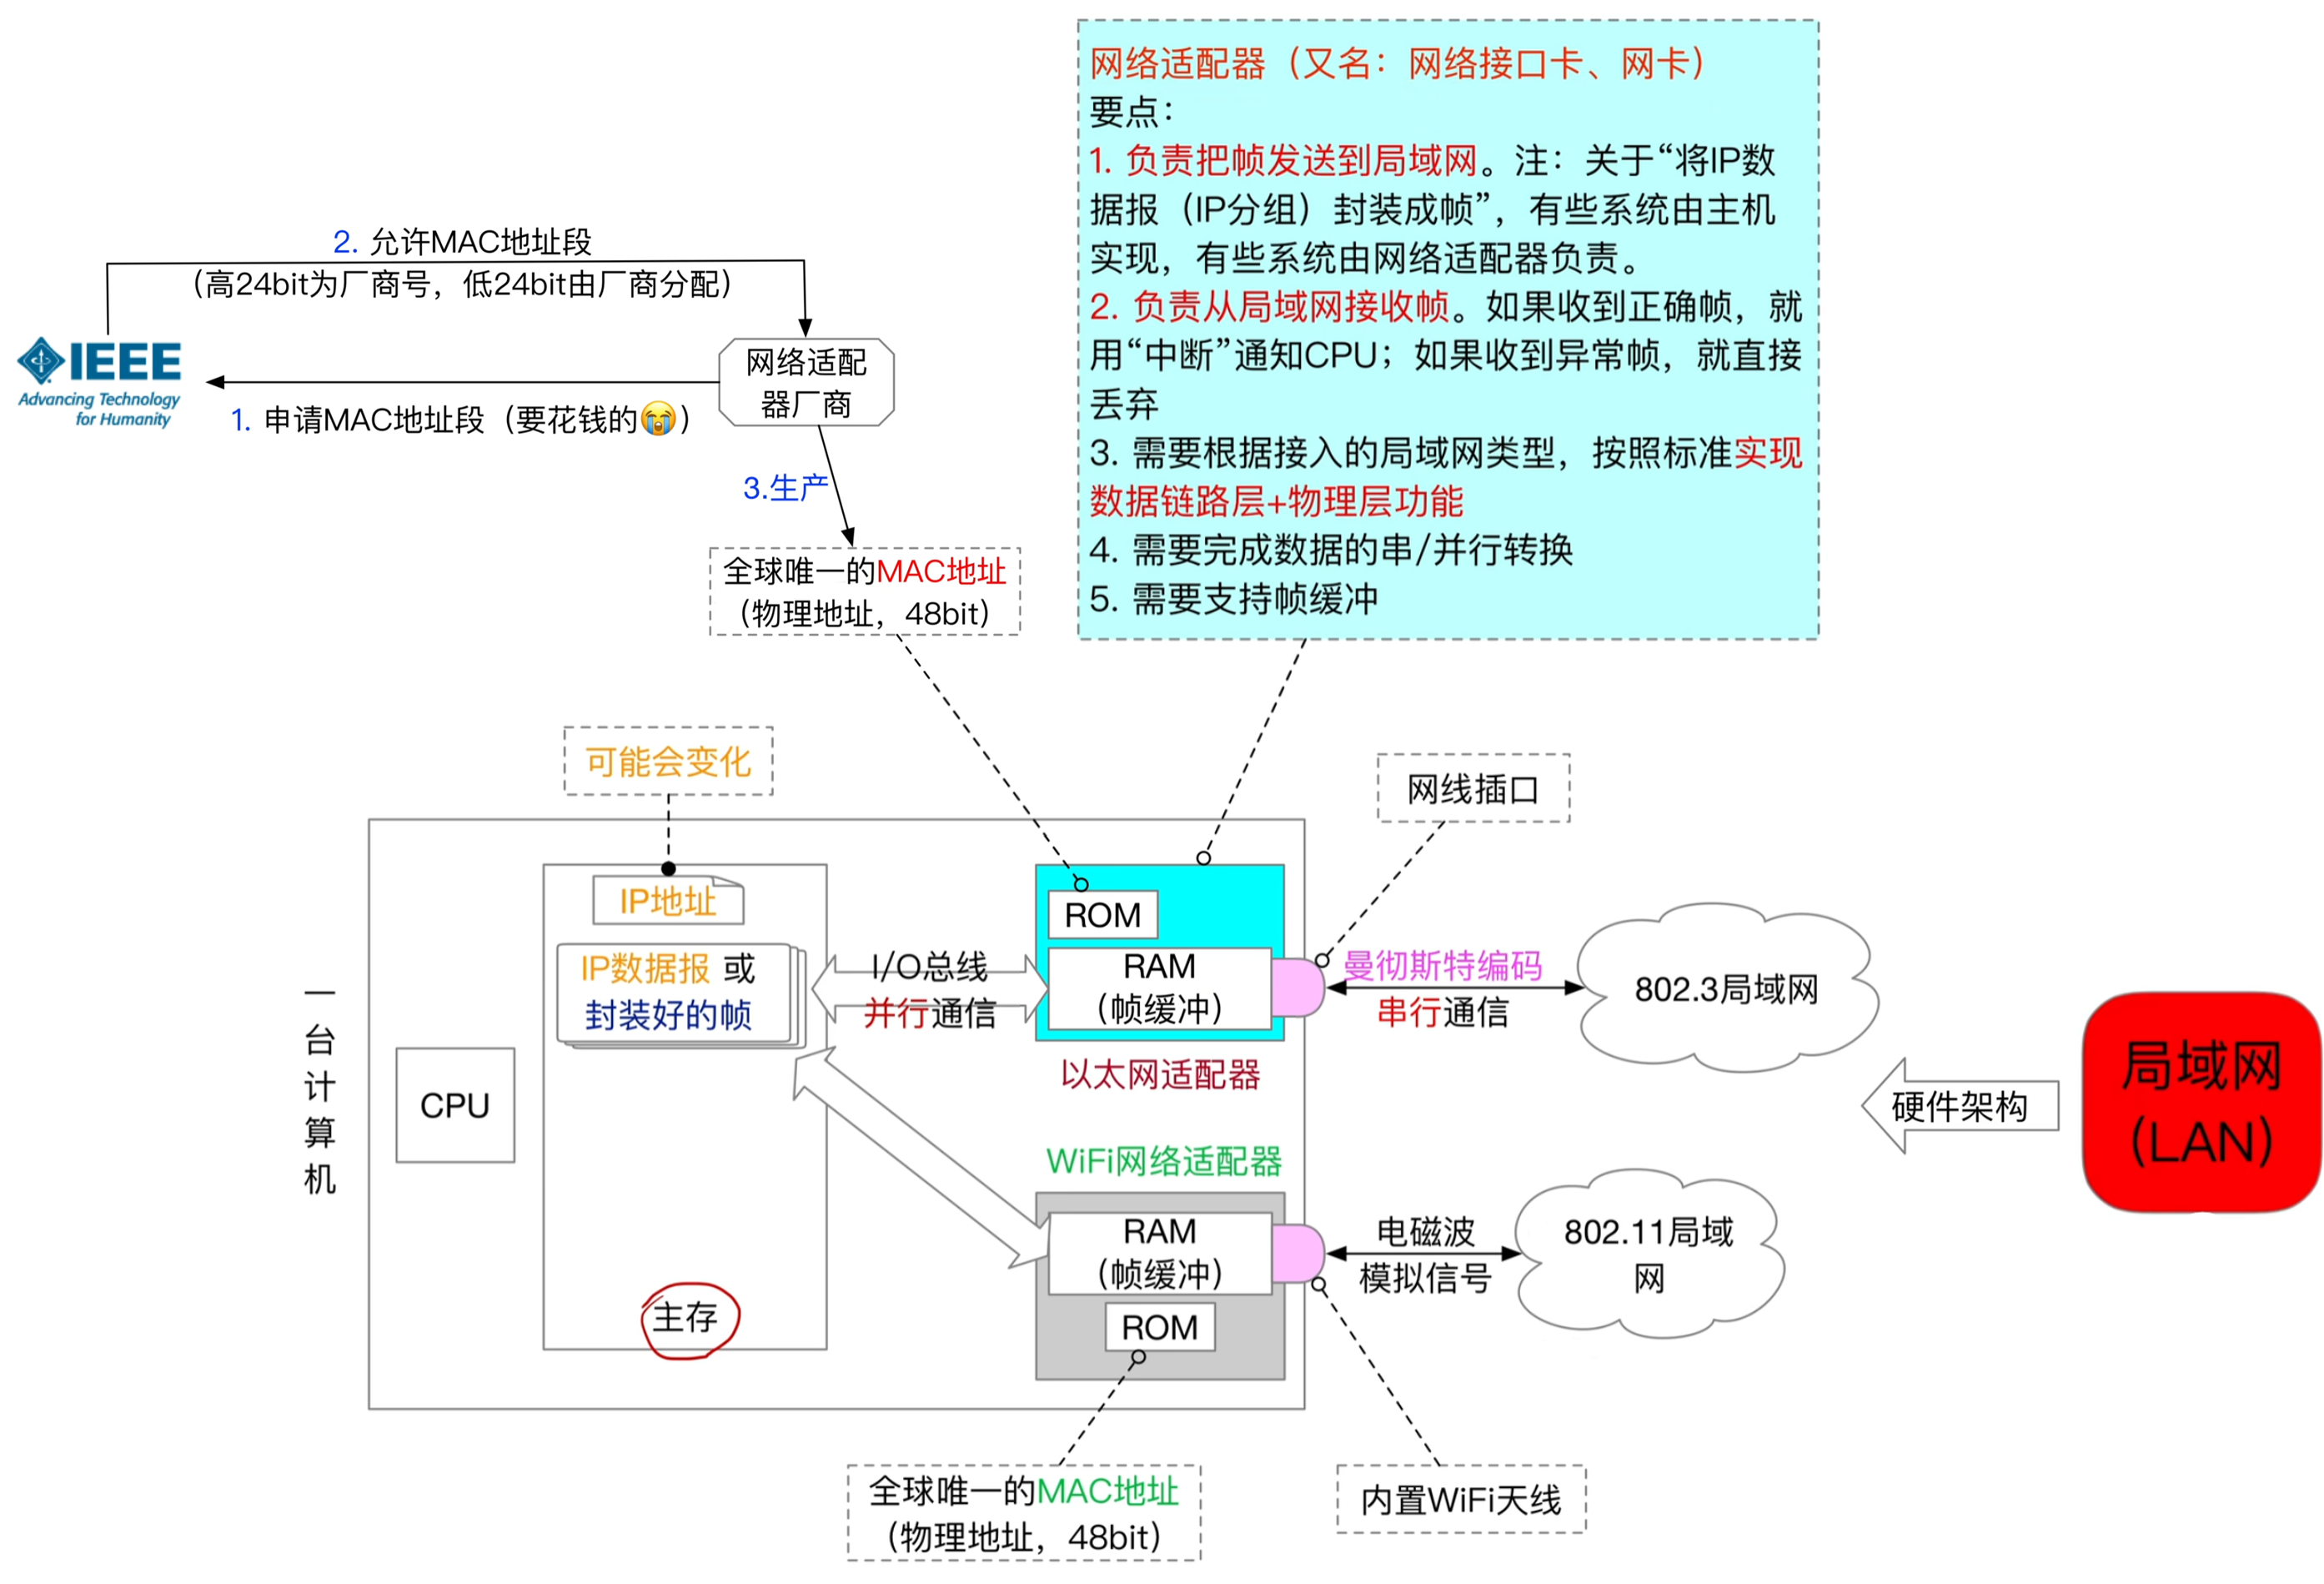 网络适配器（又名：网络接口卡、网卡）
要点：
1. 负责把帧发送到局域网。注：关于“将IP数
据报（IP分组）封装成帧”，有些系统由主机
实现，有些系统由网络适配器负责。
2. 负责从局域网接收帧。如果收到正确帧，就
用“中断”通知CPU；如果收到异常帧，就直接
丢弃
3. 需要根据接入的局域网类型，按照标准实现
数据链路层+物理层功能
4. 需要完成数据的串/并行转换
5. 需要支持帧缓冲
2. 允许MAC地址段
（高24bit为厂商号，低24bit由厂商分配）
IEEE
Advancing Technology
for Humanity
网络适配
器厂商
1. 申请MAC地址段（要花钱的😭）
3.生产
全球唯一的MAC地址
（物理地址，48bit）
可能会变化
网线插口
一台计算机
CPU
IP地址
IP数据报 或
封装好的帧
主存
I/O总线
并行通信
ROM
RAM
（帧缓冲）
以太网适配器
曼彻斯特编码
串行通信
802.3局域网
WiFi网络适配器
RAM
（帧缓冲）
ROM
电磁波
模拟信号
802.11局域
网
硬件架构
局域网
(LAN)
全球唯一的MAC地址
（物理地址，48bit）
内置WiFi天线